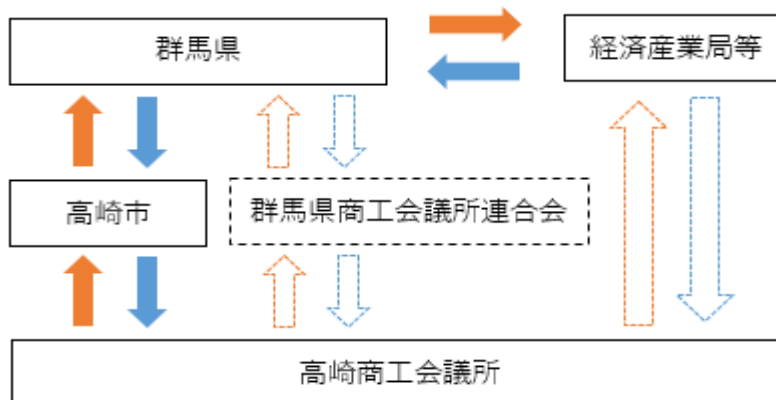 群馬県
経済産業局等
高崎市
群馬県商工会議所連合会
高崎商工会議所